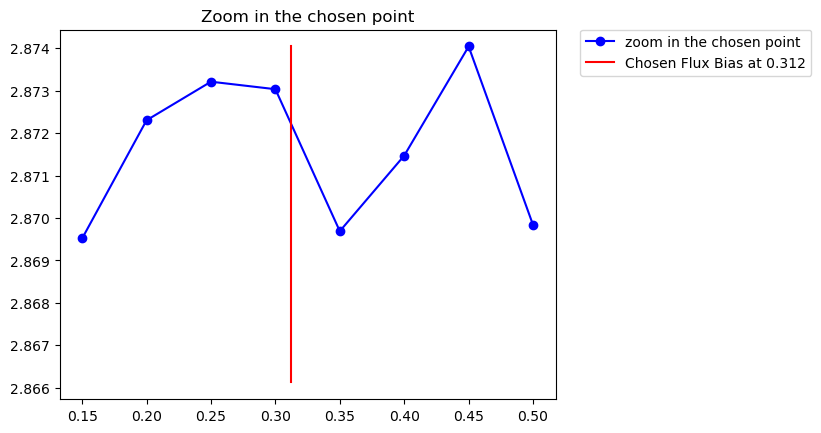 Zoom in the chosen point
zoom in the chosen point
Chosen Flux Bias at 0.312
2.874
2.873
2.872
2.871
2.870
2.869
2.868
2.867
2.866
0.15 0.20 0.25 0.30 0.35 0.40 0.45 0.50